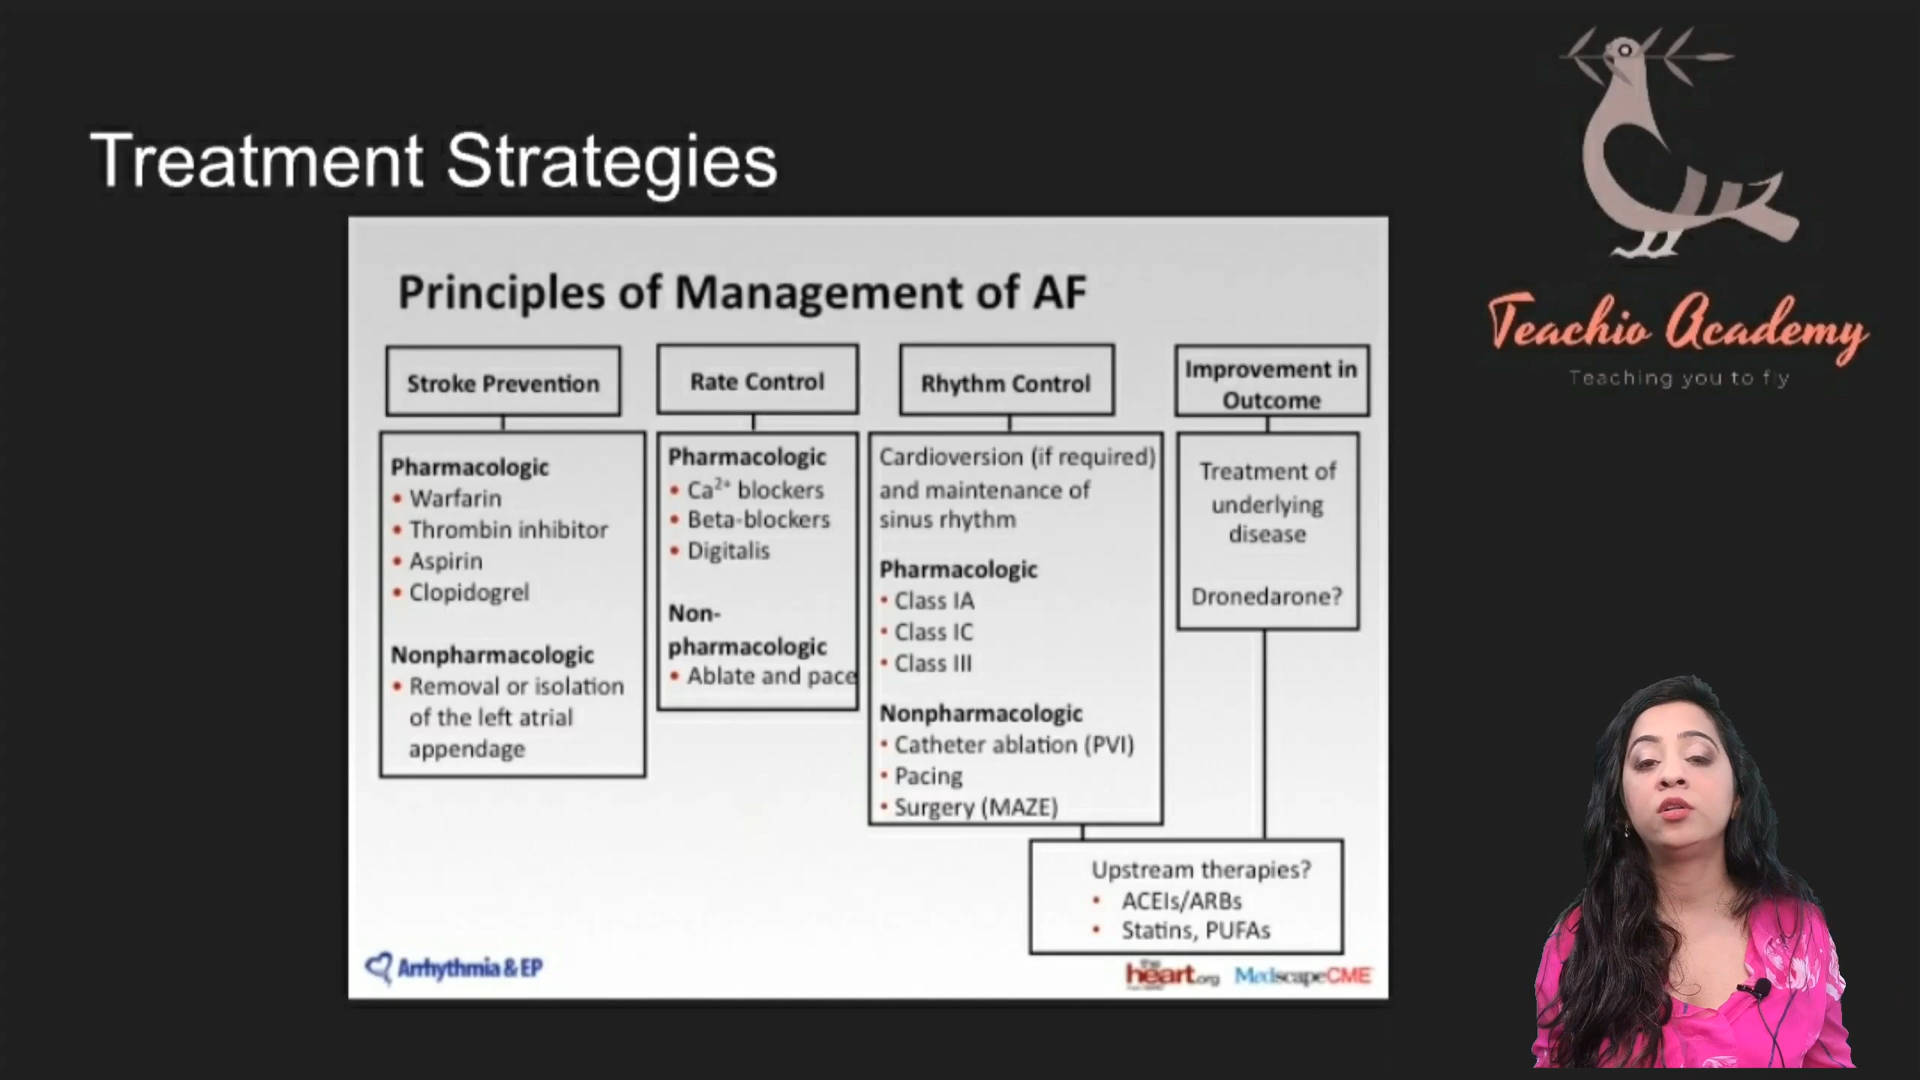 Treatment Strategies
Principles of Management of AF
Stroke Prevention
Pharmacologic
• Warfarin
• Thrombin inhibitor
• Aspirin
• Clopidogrel
Nonpharmacologic
• Removal or isolation
of the left atrial
appendage
Rate Control
Pharmacologic
• Ca²⁺ blockers
• Beta-blockers
• Digitalis
Non-
pharmacologic
• Ablate and pace
Rhythm Control
Cardioversion (if required)
and maintenance of
sinus rhythm
Pharmacologic
• Class IA
• Class IC
• Class III
Nonpharmacologic
• Catheter ablation (PVI)
• Pacing
• Surgery (MAZE)
Improvement in
Outcome
Treatment of
underlying
disease
Dronedarone?
Upstream therapies?
• ACEIs/ARBs
• Statins, PUFAs
Arrhythmia & EP
the
heart.org
MedscapeCME
Teachio Academy
Teaching you to fly